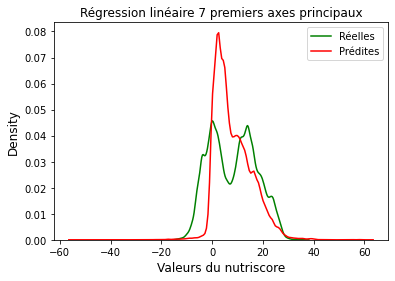 Régression linéaire 7 premiers axes principaux
Réelles
Prédites
Density
0.08
0.07
0.06
0.05
0.04
0.03
0.02
0.01
0.00
−60 −40 −20 0 20 40 60
Valeurs du nutriscore